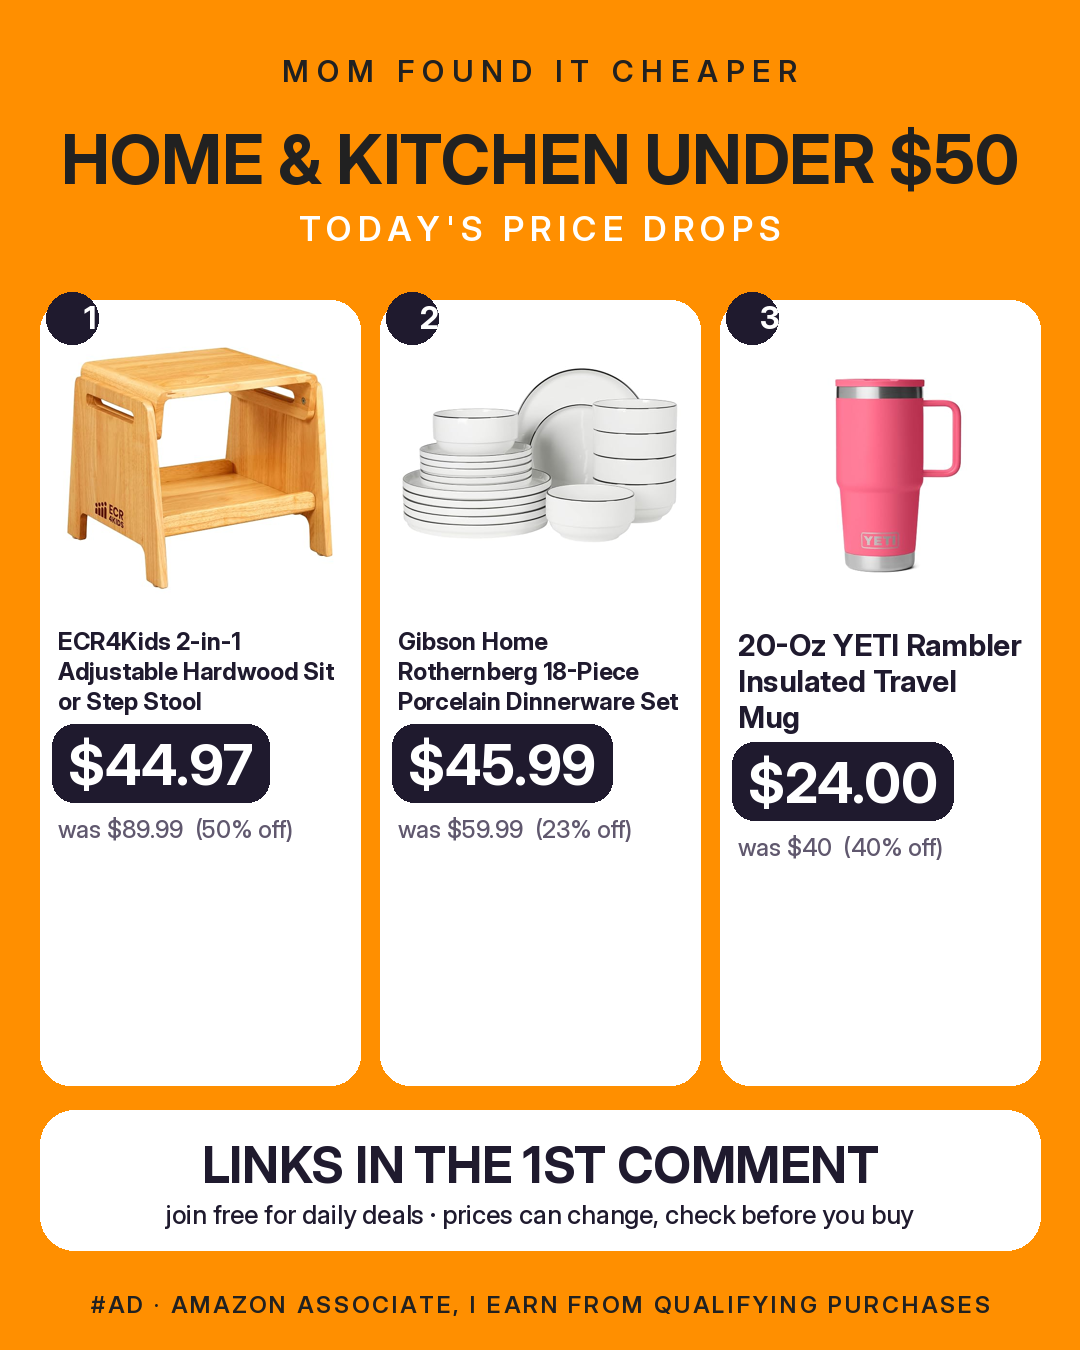 MOM FOUND IT CHEAPER
HOME & KITCHEN UNDER $50
TODAY'S PRICE DROPS
1
ECR
4KIDS
ECR4Kids 2-in-1
Adjustable Hardwood Sit
or Step Stool
$44.97
was $89.99 (50% off)
2
Gibson Home
Rothernberg 18-Piece
Porcelain Dinnerware Set
$45.99
was $59.99 (23% off)
3
YETI
20-Oz YETI Rambler
Insulated Travel
Mug
$24.00
was $40 (40% off)
LINKS IN THE 1ST COMMENT
join free for daily deals · prices can change, check before you buy
#AD · AMAZON ASSOCIATE, I EARN FROM QUALIFYING PURCHASES